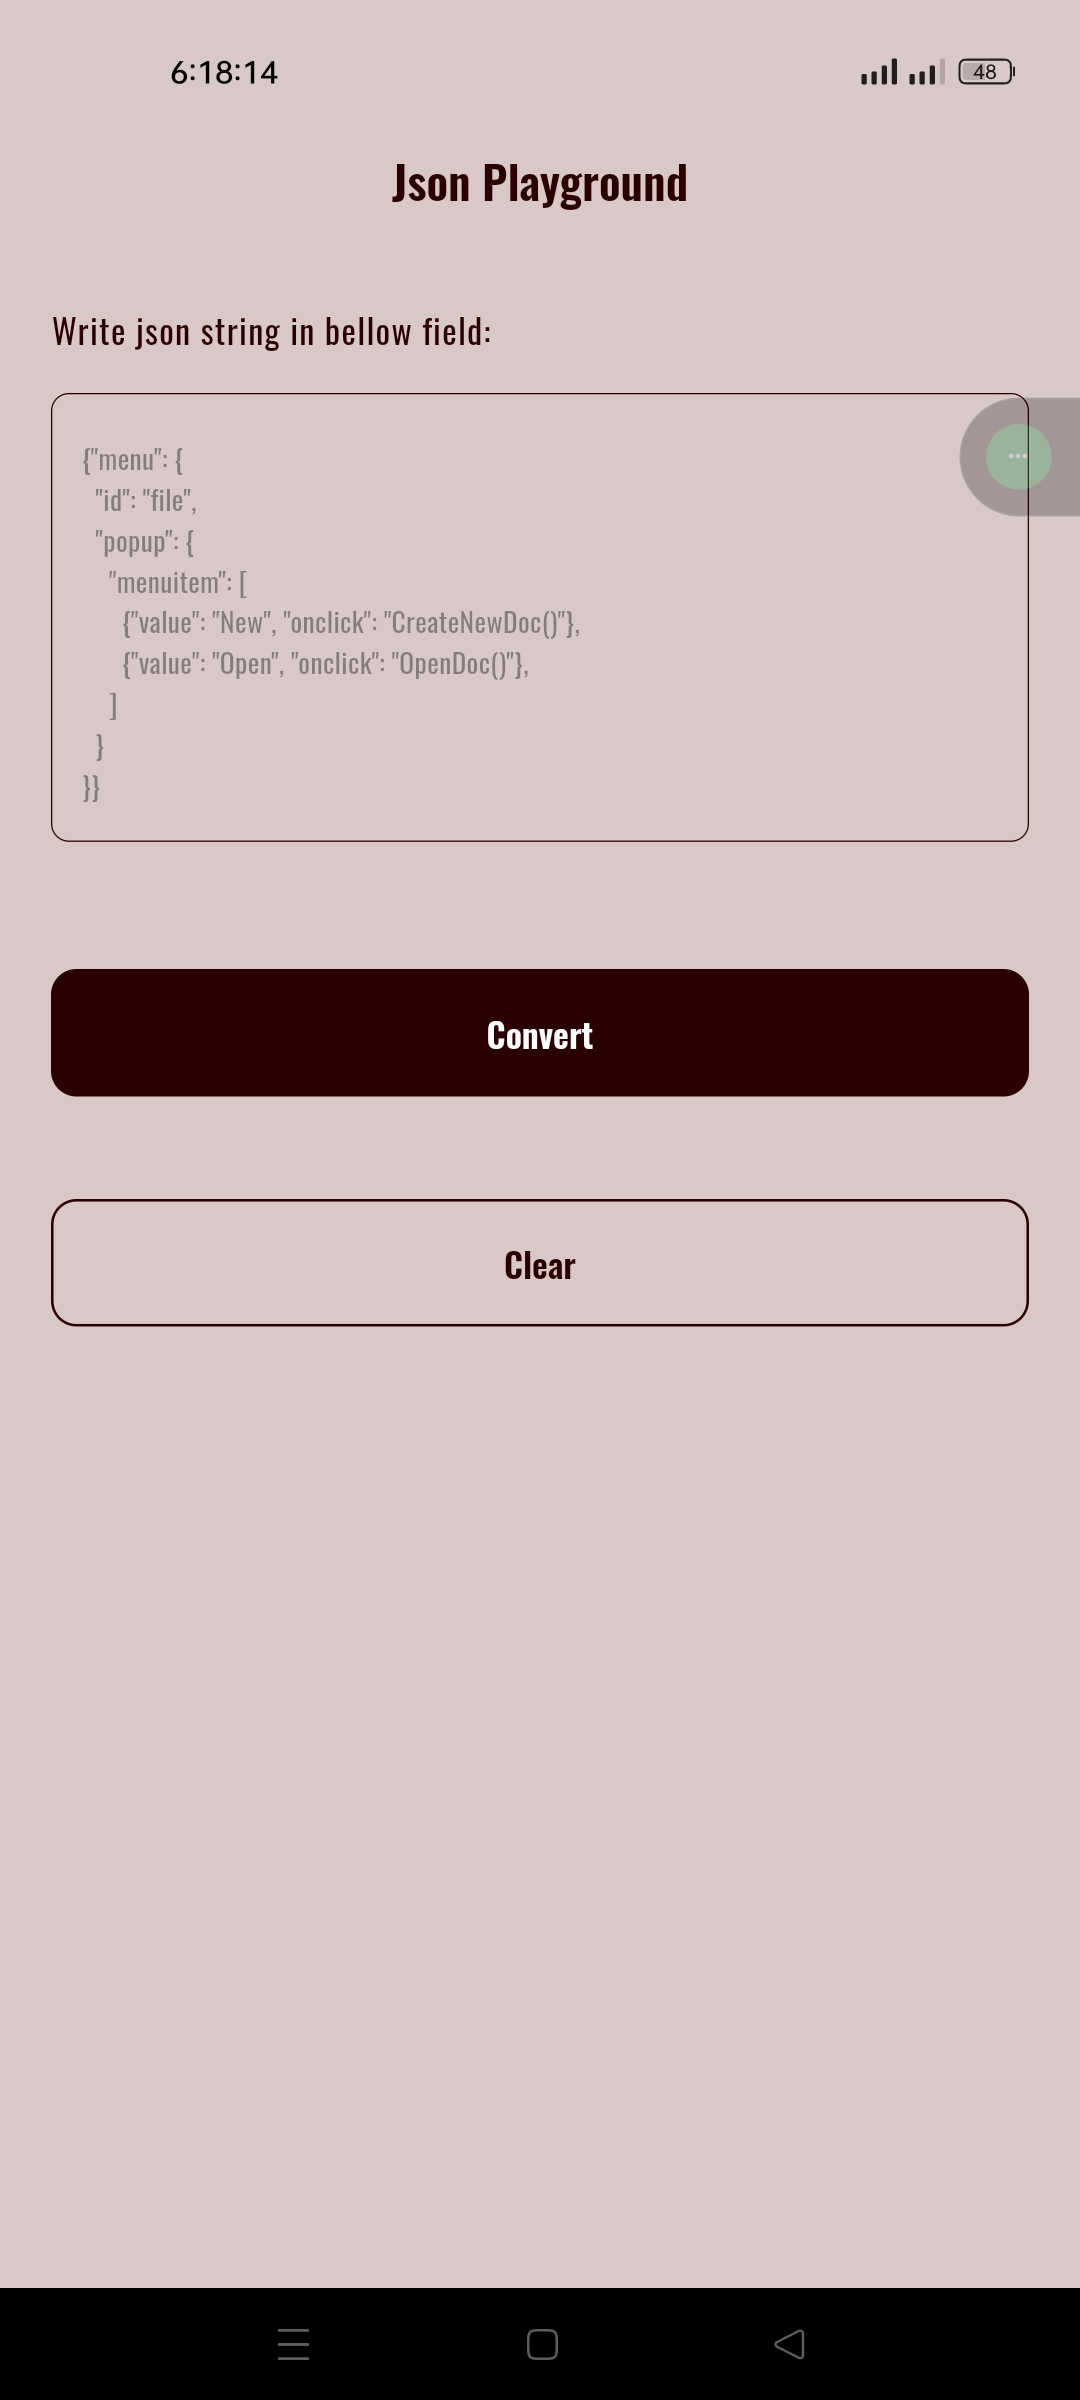 6:18:14
48
Json Playground
Write json string in bellow field:
{"menu": {
  "id": "file",
  "popup": {
    "menuitem": [
      {"value": "New", "onclick": "CreateNewDoc()"},
      {"value": "Open", "onclick": "OpenDoc()"},
    ]
  }
}}
Convert
Clear